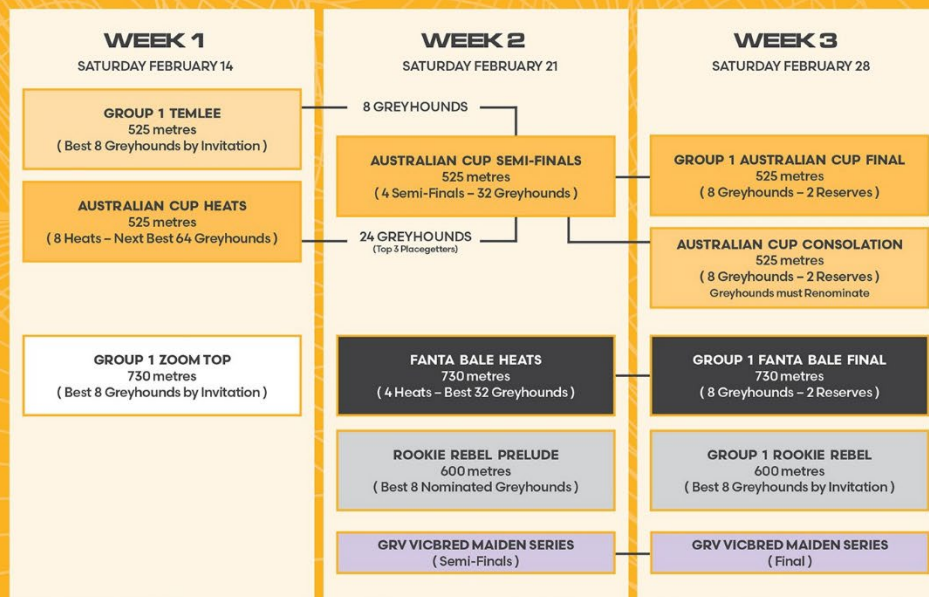 WEEK 1
SATURDAY FEBRUARY 14
GROUP 1 TEMLEE
525 metres
( Best 8 Greyhounds by Invitation )
AUSTRALIAN CUP HEATS
525 metres
( 8 Heats – Next Best 64 Greyhounds )
GROUP 1 ZOOM TOP
730 metres
( Best 8 Greyhounds by Invitation )
WEEK 2
SATURDAY FEBRUARY 21
8 GREYHOUNDS
AUSTRALIAN CUP SEMI-FINALS
525 metres
( 4 Semi-Finals – 32 Greyhounds )
24 GREYHOUNDS
(Top 3 Placegetters)
FANTA BALE HEATS
730 metres
( 4 Heats – Best 32 Greyhounds )
ROOKIE REBEL PRELUDE
600 metres
( Best 8 Nominated Greyhounds )
GRV VICBRED MAIDEN SERIES
( Semi-Finals )
WEEK 3
SATURDAY FEBRUARY 28
GROUP 1 AUSTRALIAN CUP FINAL
525 metres
( 8 Greyhounds – 2 Reserves )
AUSTRALIAN CUP CONSOLATION
525 metres
( 8 Greyhounds – 2 Reserves )
Greyhounds must Renominate
GROUP 1 FANTA BALE FINAL
730 metres
( 8 Greyhounds – 2 Reserves )
GROUP 1 ROOKIE REBEL
600 metres
( Best 8 Greyhounds by Invitation )
GRV VICBRED MAIDEN SERIES
( Final )